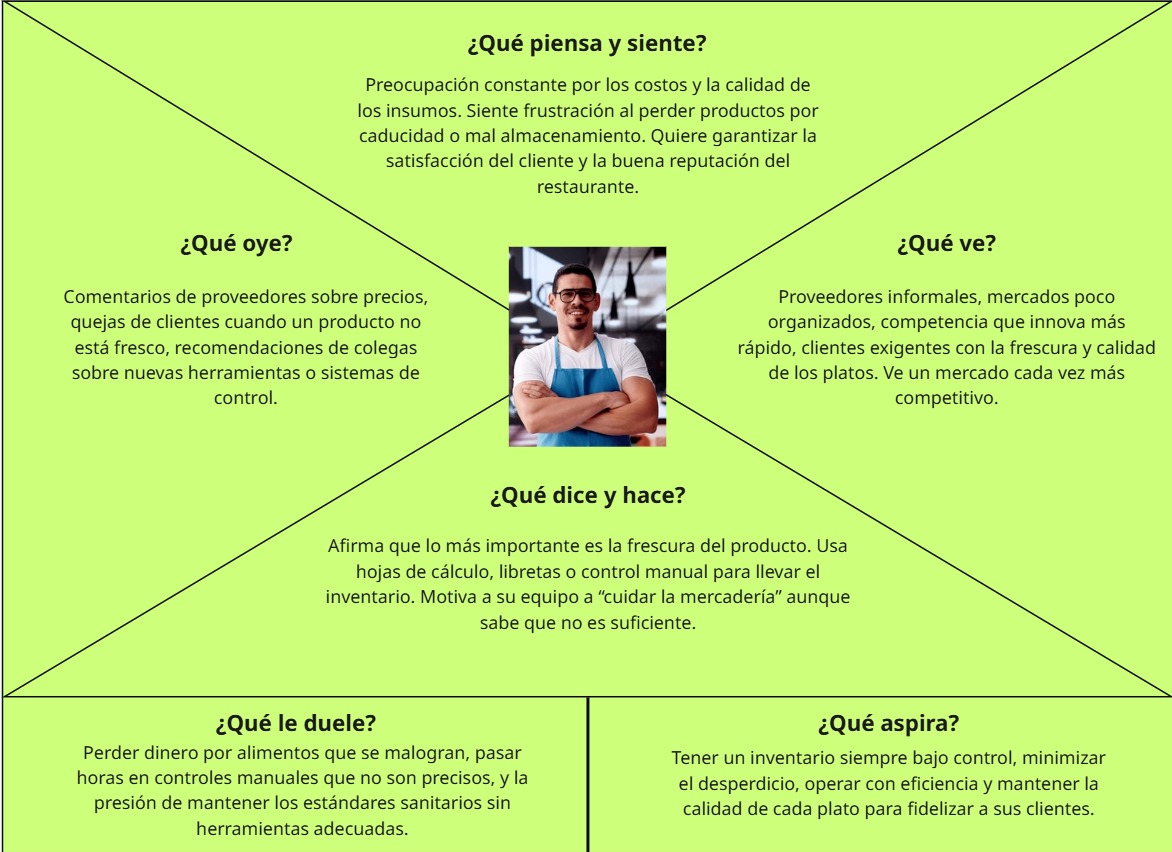 ¿Qué piensa y siente?
Preocupación constante por los costos y la calidad de
los insumos. Siente frustración al perder productos por
caducidad o mal almacenamiento. Quiere garantizar la
satisfacción del cliente y la buena reputación del
restaurante.
¿Qué oye?
Comentarios de proveedores sobre precios,
quejas de clientes cuando un producto no
está fresco, recomendaciones de colegas
sobre nuevas herramientas o sistemas de
control.
¿Qué ve?
Proveedores informales, mercados poco
organizados, competencia que innova más
rápido, clientes exigentes con la frescura y calidad
de los platos. Ve un mercado cada vez más
competitivo.
¿Qué dice y hace?
Afirma que lo más importante es la frescura del producto. Usa
hojas de cálculo, libretas o control manual para llevar el
inventario. Motiva a su equipo a “cuidar la mercadería” aunque
sabe que no es suficiente.
¿Qué le duele?
Perder dinero por alimentos que se malogran, pasar
horas en controles manuales que no son precisos, y la
presión de mantener los estándares sanitarios sin
herramientas adecuadas.
¿Qué aspira?
Tener un inventario siempre bajo control, minimizar
el desperdicio, operar con eficiencia y mantener la
calidad de cada plato para fidelizar a sus clientes.